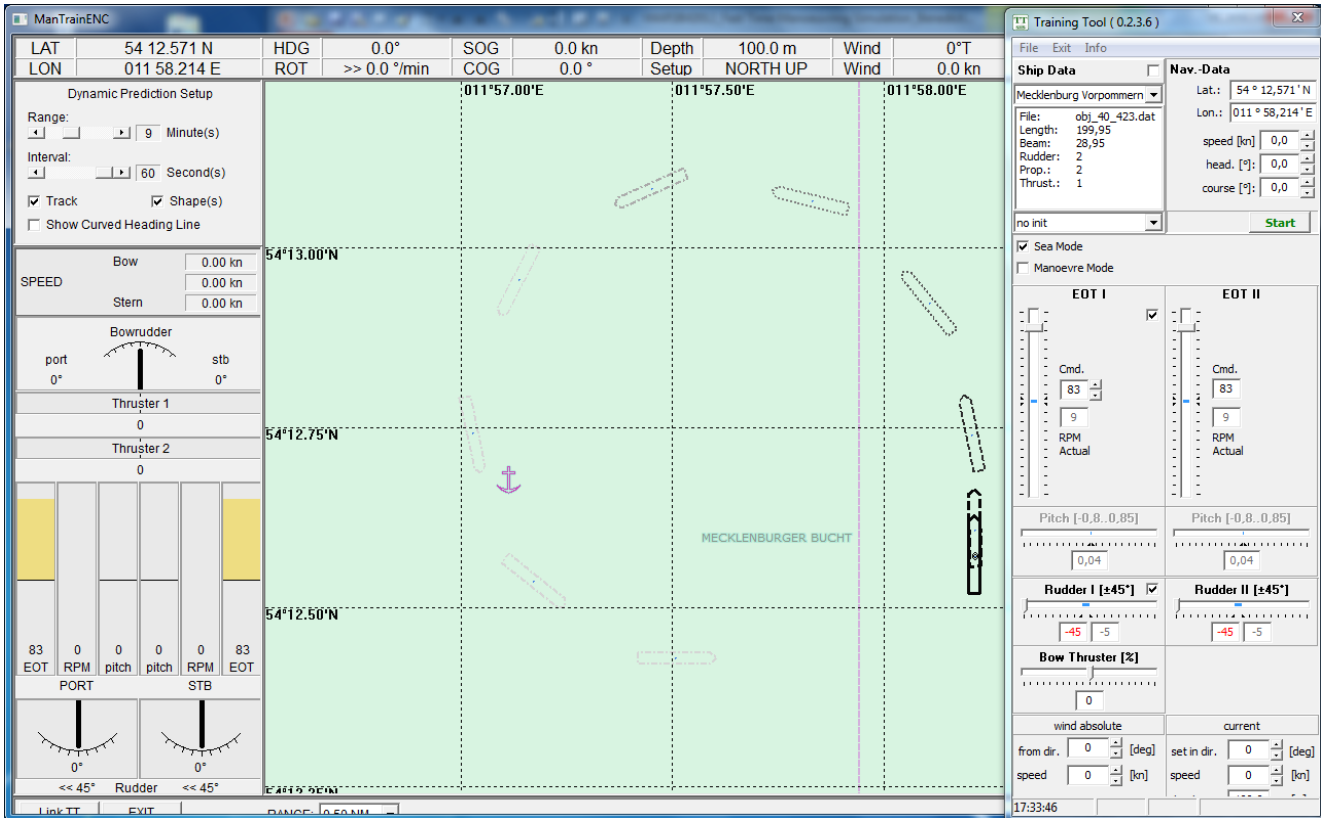 ManTrainENC
LAT 54 12.571 N HDG 0.0° SOG 0.0 kn Depth 100.0 m Wind 0°T
LON 011 58.214 E ROT >> 0.0 °/min COG 0.0 ° Setup NORTH UP Wind 0.0 kn
Dynamic Prediction Setup
Range:
9 Minute(s)
Interval:
60 Second(s)
Track Shape(s)
Show Curved Heading Line
Bow 0.00 kn
SPEED 0.00 kn
Stern 0.00 kn
Bowrudder
port stb
0° 0°
Thruster 1
0
Thruster 2
0
83 0 0 0 0 83
EOT RPM pitch pitch RPM EOT
PORT STB
0° 0°
<< 45° Rudder << 45°
Link TT EXIT RANGE: 0.50 NM
011°57.00'E 011°57.50'E 011°58.00'E
54°13.00'N
54°12.75'N
MECKLENBURGER BUCHT
54°12.50'N
54°12.25'N
Training Tool ( 0.2.3.6 )
File Exit Info
Ship Data
Mecklenburg Vorpommern
File: obj_40_423.dat
Length: 199,95
Beam: 28,95
Rudder: 2
Prop.: 2
Thrust.: 1
no init
Nav.-Data
Lat.: 54 ° 12,571 ' N
Lon.: 011 ° 58,214 ' E
speed [kn] 0,0
head. [°]: 0,0
course [°]: 0,0
Start
Sea Mode
Manoevre Mode
EOT I EOT II
Cmd. Cmd.
83 83
9 9
RPM RPM
Actual Actual
Pitch [-0,8..0,85] Pitch [-0,8..0,85]
0,04 0,04
Rudder I [±45°] Rudder II [±45°]
-45 -5 -45 -5
Bow Thruster [%]
0
wind absolute current
from dir. 0 [deg] set in dir. 0 [deg]
speed 0 [kn] speed 0 [kn]
17:33:46